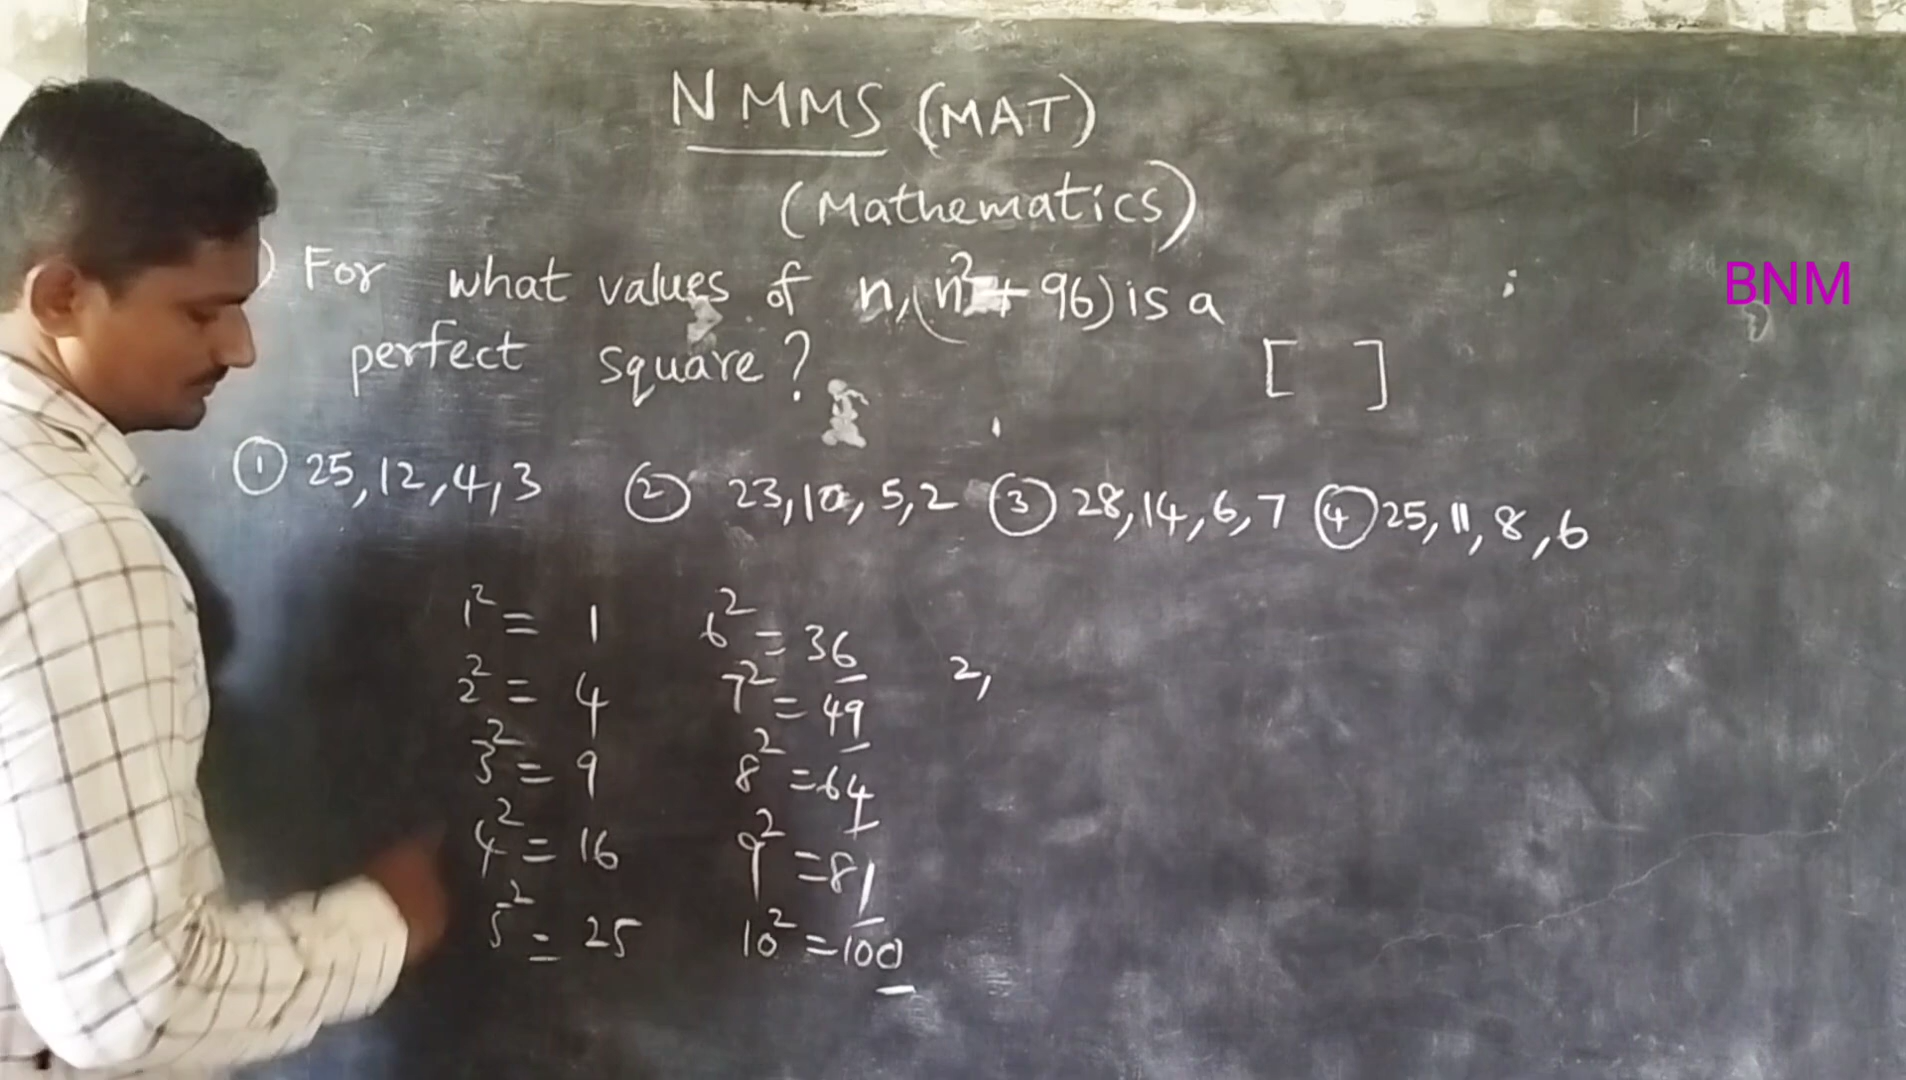 NMMS (MAT)
(Mathematics)
) For what values of n, (n² + 96) is a
BNM
perfect square? [ ]
① 25, 12, 4, 3 ② 23, 10, 5, 2 ③ 28, 14, 6, 7 ④ 25, 11, 8, 6
1² = 1 6² = 36
2² = 4 7² = 49 2,
3² = 9 8² = 64
4² = 16 9² = 81
5² = 25 10² = 100